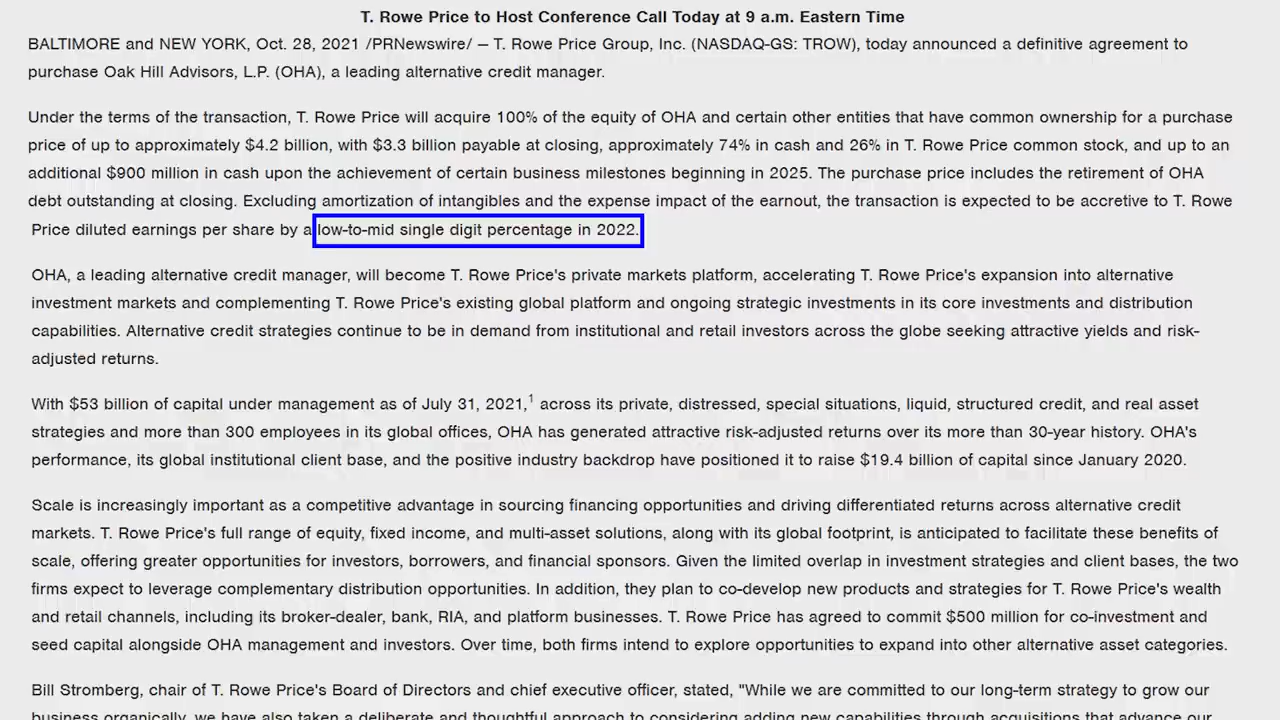 T. Rowe Price to Host Conference Call Today at 9 a.m. Eastern Time
BALTIMORE and NEW YORK, Oct. 28, 2021 /PRNewswire/ – T. Rowe Price Group, Inc. (NASDAQ-GS: TROW), today announced a definitive agreement to
purchase Oak Hill Advisors, L.P. (OHA), a leading alternative credit manager.
Under the terms of the transaction, T. Rowe Price will acquire 100% of the equity of OHA and certain other entities that have common ownership for a purchase
price of up to approximately $4.2 billion, with $3.3 billion payable at closing, approximately 74% in cash and 26% in T. Rowe Price common stock, and up to an
additional $900 million in cash upon the achievement of certain business milestones beginning in 2025. The purchase price includes the retirement of OHA
debt outstanding at closing. Excluding amortization of intangibles and the expense impact of the earnout, the transaction is expected to be accretive to T. Rowe
Price diluted earnings per share by a low-to-mid single digit percentage in 2022.
OHA, a leading alternative credit manager, will become T. Rowe Price's private markets platform, accelerating T. Rowe Price's expansion into alternative
investment markets and complementing T. Rowe Price's existing global platform and ongoing strategic investments in its core investments and distribution
capabilities. Alternative credit strategies continue to be in demand from institutional and retail investors across the globe seeking attractive yields and risk-
adjusted returns.
With $53 billion of capital under management as of July 31, 2021,1 across its private, distressed, special situations, liquid, structured credit, and real asset
strategies and more than 300 employees in its global offices, OHA has generated attractive risk-adjusted returns over its more than 30-year history. OHA's
performance, its global institutional client base, and the positive industry backdrop have positioned it to raise $19.4 billion of capital since January 2020.
Scale is increasingly important as a competitive advantage in sourcing financing opportunities and driving differentiated returns across alternative credit
markets. T. Rowe Price's full range of equity, fixed income, and multi-asset solutions, along with its global footprint, is anticipated to facilitate these benefits of
scale, offering greater opportunities for investors, borrowers, and financial sponsors. Given the limited overlap in investment strategies and client bases, the two
firms expect to leverage complementary distribution opportunities. In addition, they plan to co-develop new products and strategies for T. Rowe Price's wealth
and retail channels, including its broker-dealer, bank, RIA, and platform businesses. T. Rowe Price has agreed to commit $500 million for co-investment and
seed capital alongside OHA management and investors. Over time, both firms intend to explore opportunities to expand into other alternative asset categories.
Bill Stromberg, chair of T. Rowe Price's Board of Directors and chief executive officer, stated, "While we are committed to our long-term strategy to grow our
business organically, we have also taken a deliberate and thoughtful approach to considering adding new capabilities through acquisitions that advance our